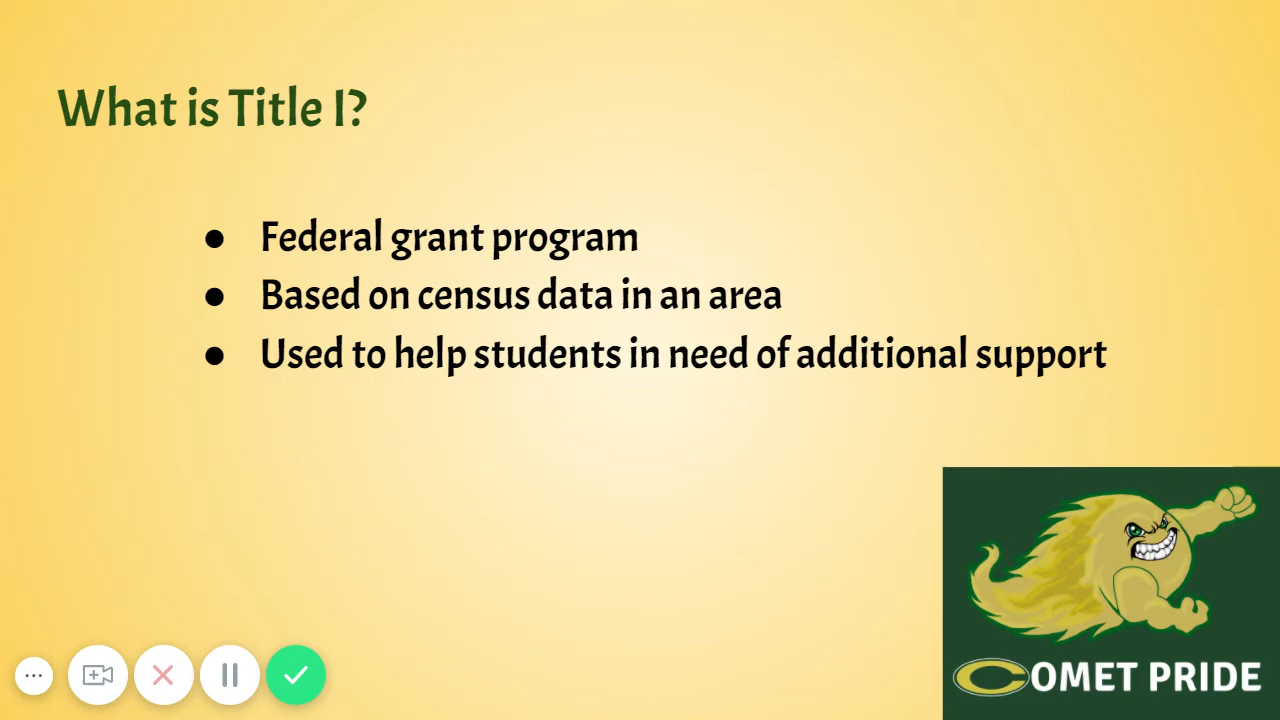 What is Title I?
● Federal grant program
● Based on census data in an area
● Used to help students in need of additional support
COMET PRIDE